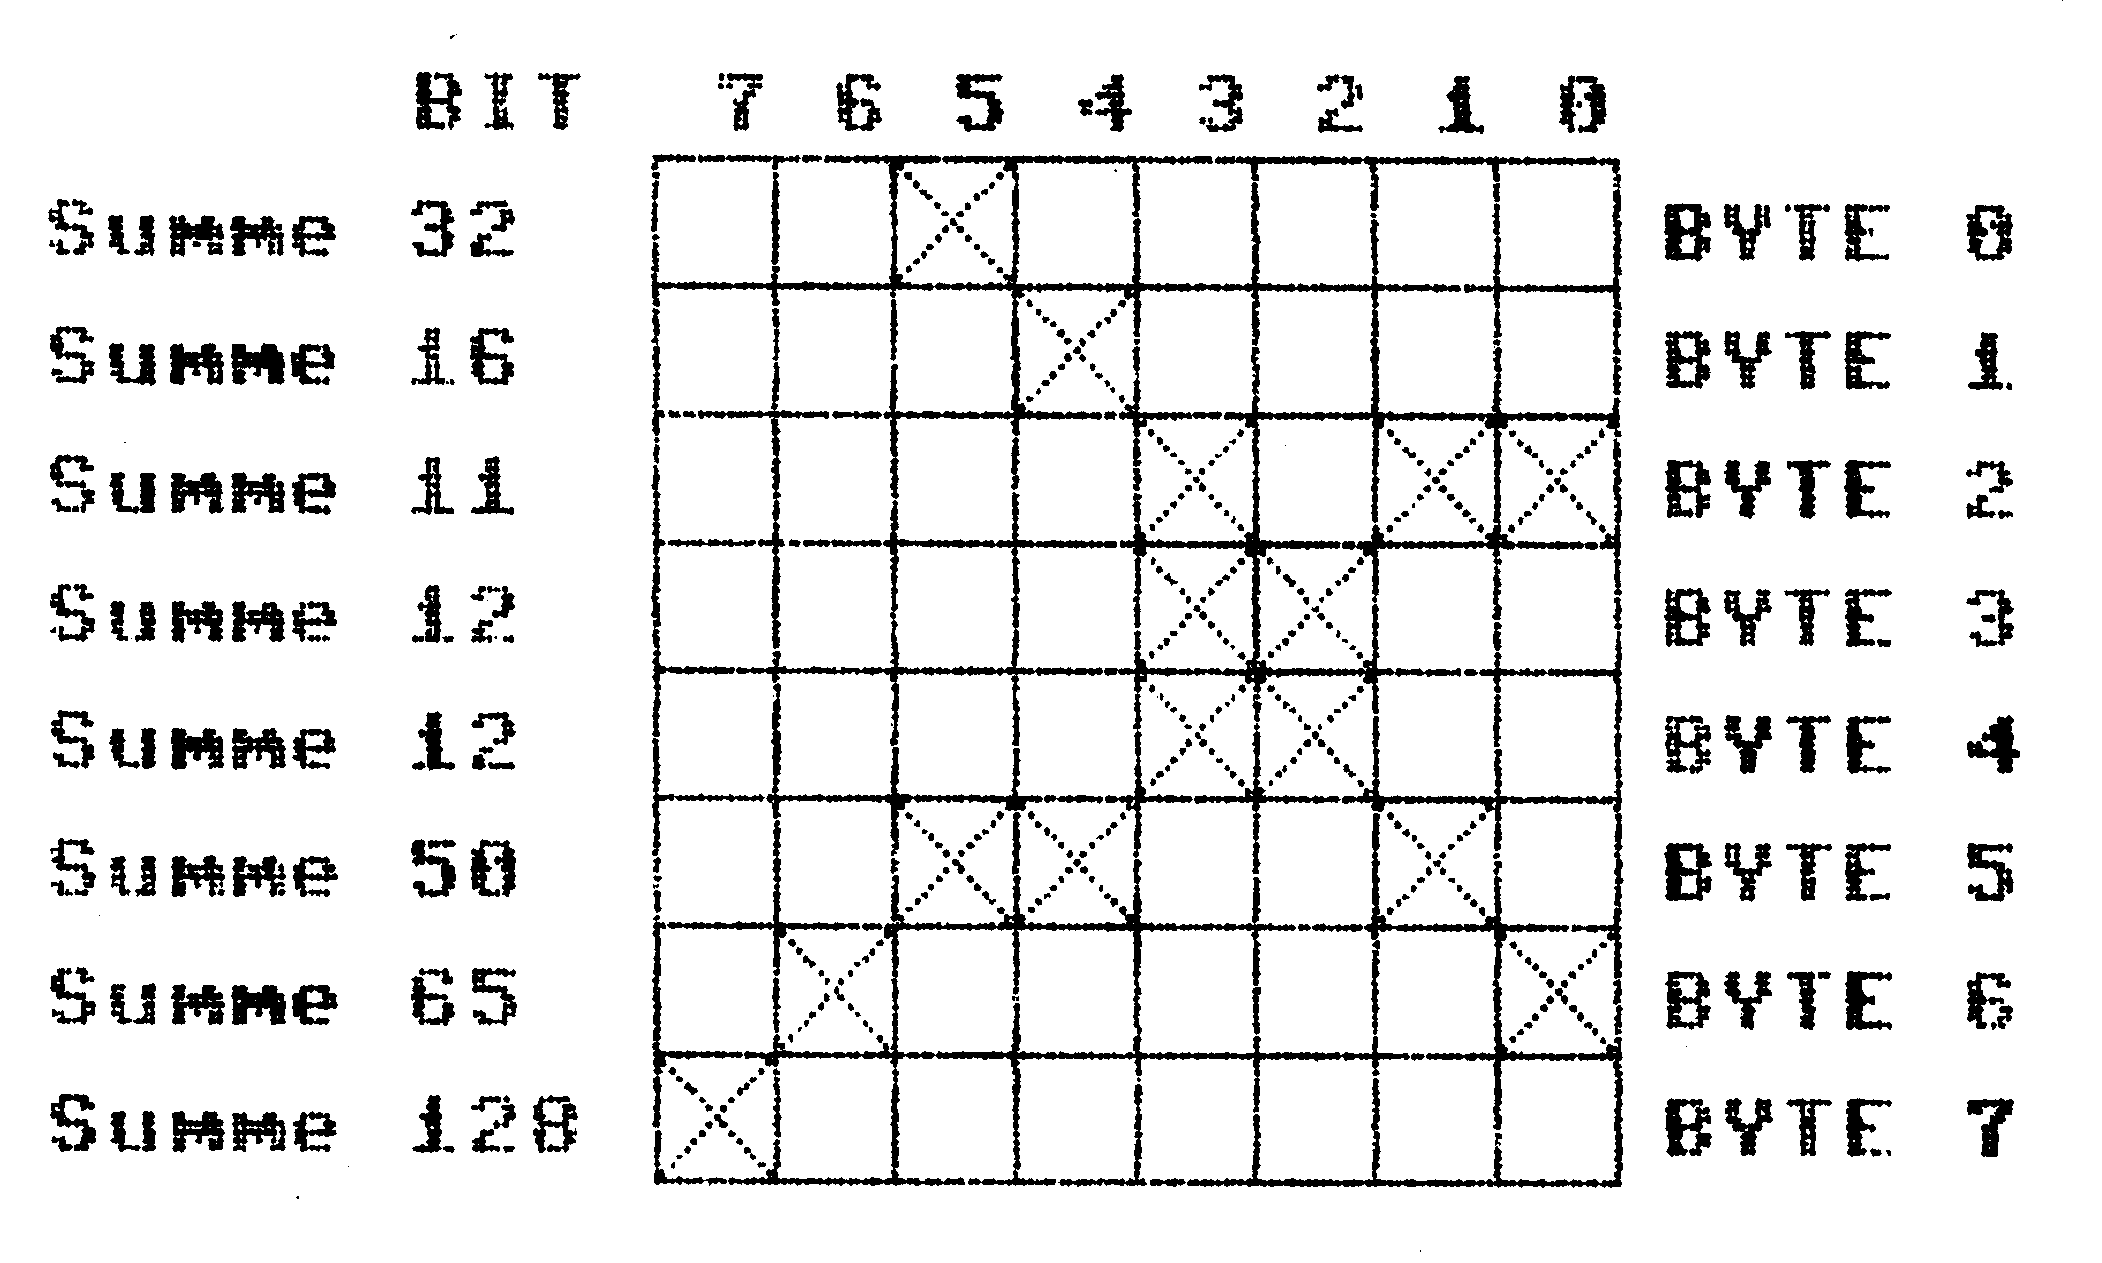 BIT 7 6 5 4 3 2 1 0
Summe 32 BYTE 0
Summe 16 BYTE 1
Summe 11 BYTE 2
Summe 12 BYTE 3
Summe 12 BYTE 4
Summe 50 BYTE 5
Summe 65 BYTE 6
Summe 128 BYTE 7